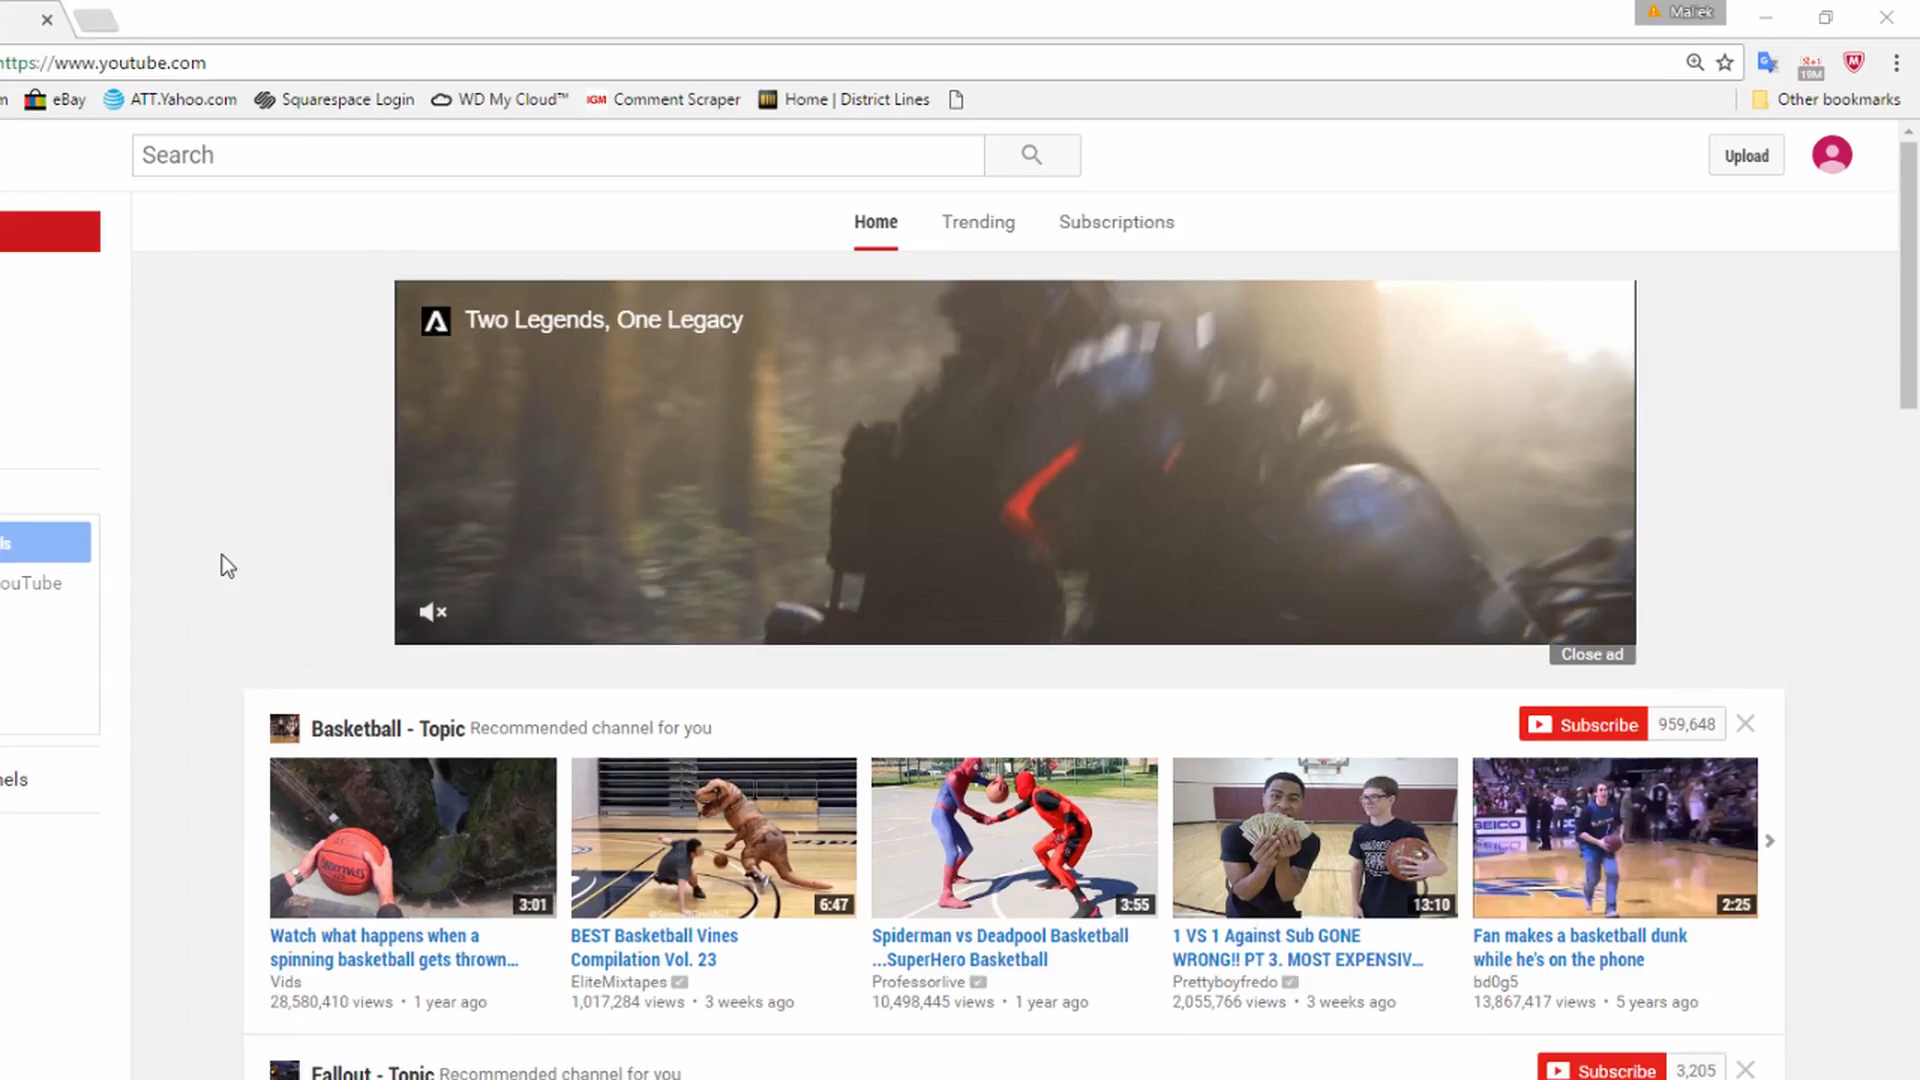 Maliek
https://www.youtube.com
19M
eBay
ATT.Yahoo.com
Squarespace Login
WD My Cloud™
IGM Comment Scraper
Home | District Lines
Other bookmarks
Search
Upload
Home
Trending
Subscriptions
Two Legends, One Legacy
ls
ouTube
Close ad
nels
Basketball - Topic Recommended channel for you
Subscribe 959,648
3:01
6:47
3:55
13:10
GEICO
2:25
Watch what happens when a
spinning basketball gets thrown...
Vids
28,580,410 views • 1 year ago
BEST Basketball Vines
Compilation Vol. 23
EliteMixtapes
1,017,284 views • 3 weeks ago
Spiderman vs Deadpool Basketball
...SuperHero Basketball
Professorlive
10,498,445 views • 1 year ago
1 VS 1 Against Sub GONE
WRONG!! PT 3. MOST EXPENSIV...
Prettyboyfredo
2,055,766 views • 3 weeks ago
Fan makes a basketball dunk
while he's on the phone
bd0g5
13,867,417 views • 5 years ago
Fallout - Topic Recommended channel for you
Subscribe 3,205